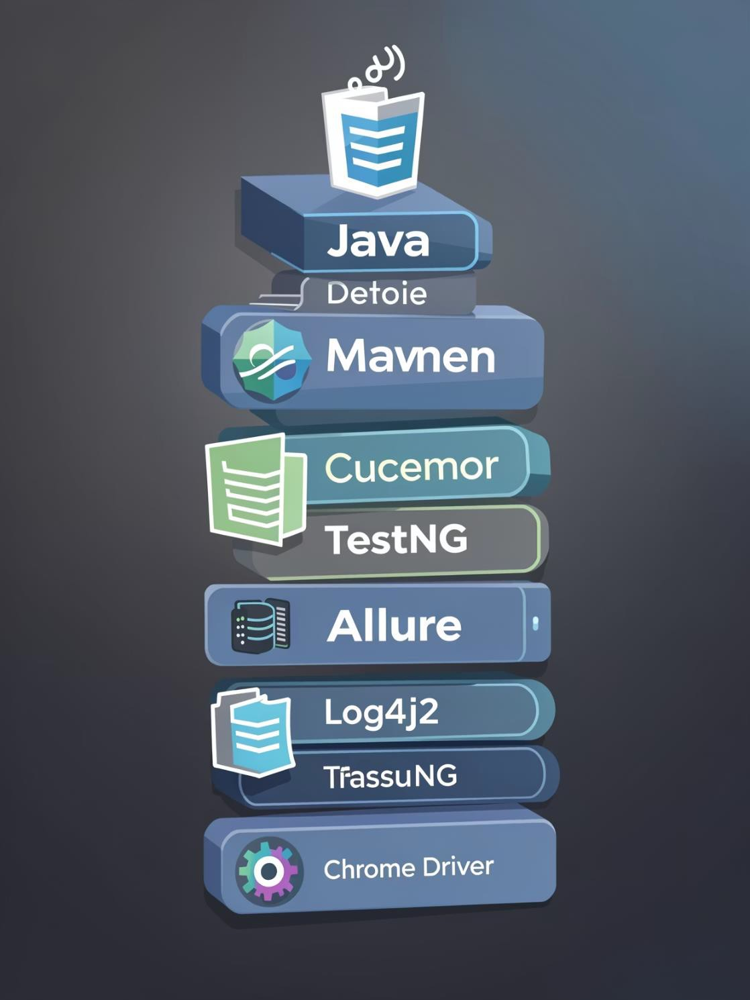 Java
Detoie
Mavnen
Cucemor
TestNG
Allure
Log4j2
TrassuNG
Chrome Driver